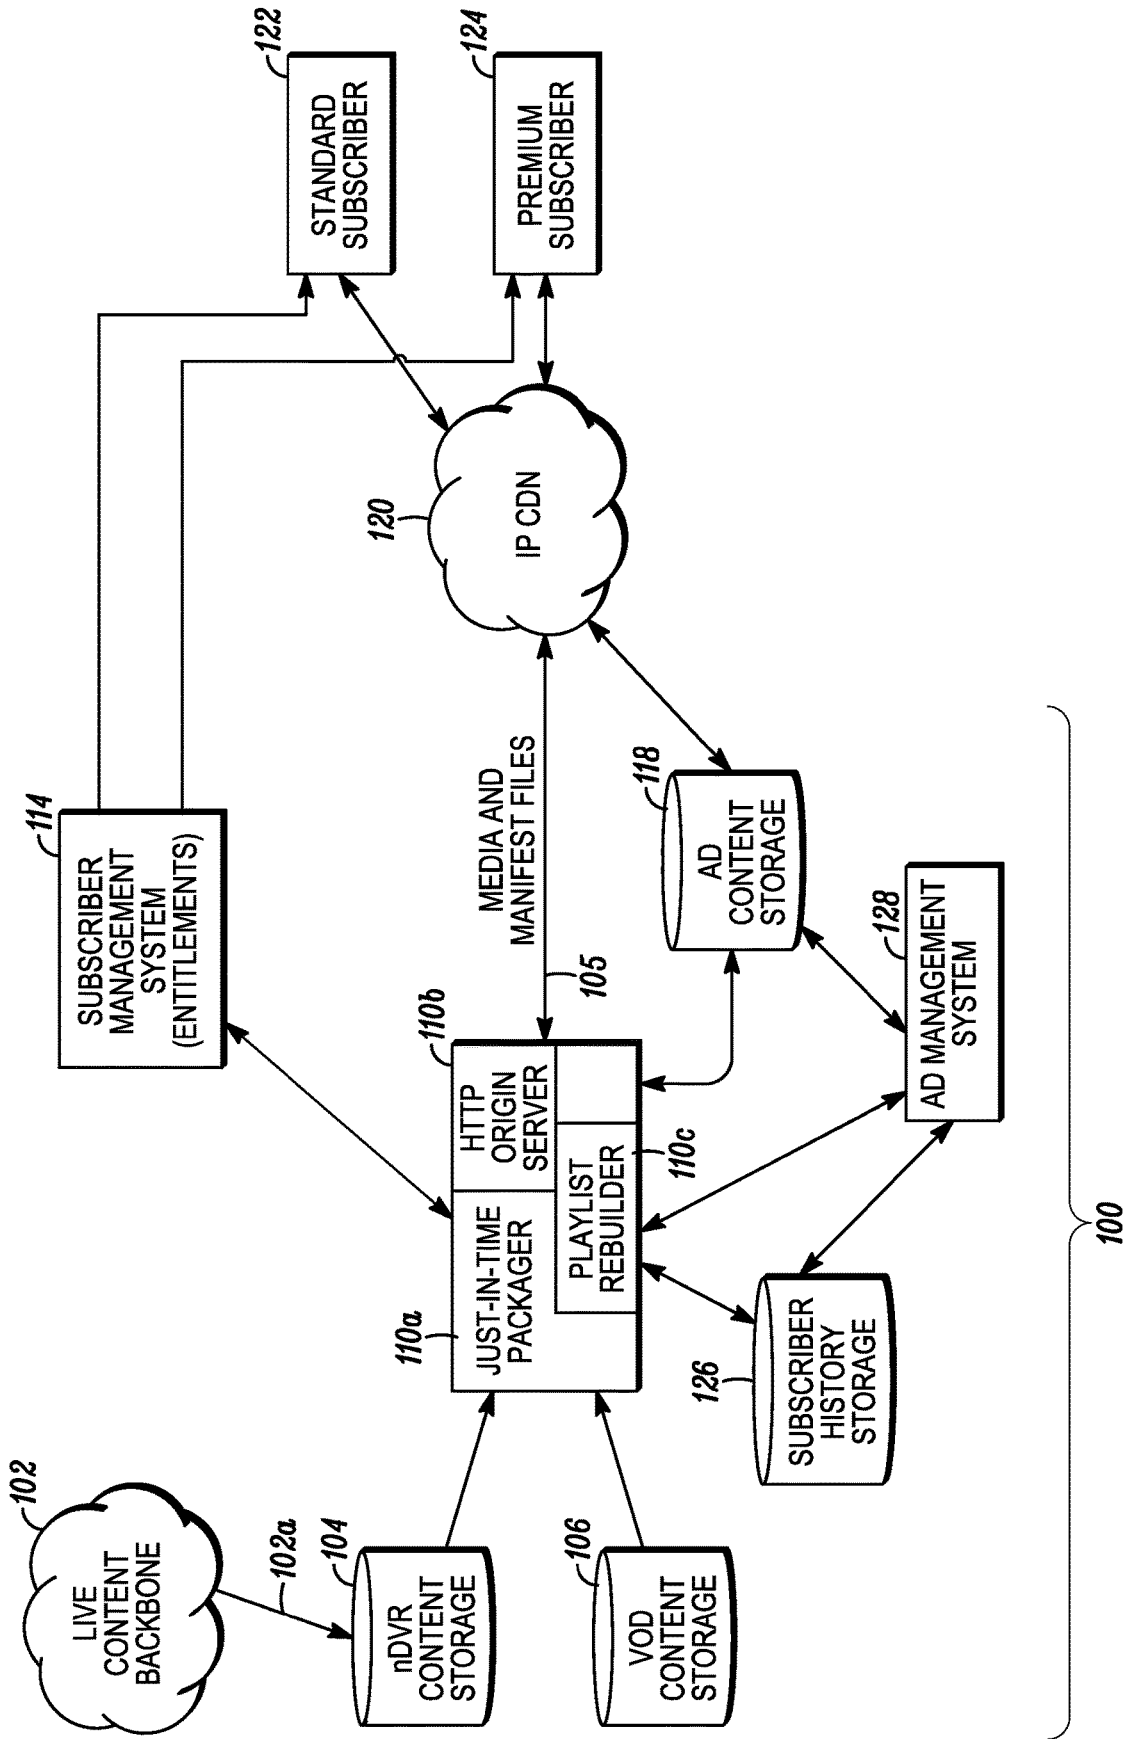 102
LIVE
CONTENT
BACKBONE
102a
104
nDVR
CONTENT
STORAGE
106
VOD
CONTENT
STORAGE
114
SUBSCRIBER
MANAGEMENT
SYSTEM
(ENTITLEMENTS)
110a
JUST-IN-TIME
PACKAGER
110b
HTTP
ORIGIN
SERVER
PLAYLIST
REBUILDER
110c
105
MEDIA AND
MANIFEST FILES
126
SUBSCRIBER
HISTORY
STORAGE
118
AD
CONTENT
STORAGE
128
AD MANAGEMENT
SYSTEM
120
IP CDN
122
STANDARD
SUBSCRIBER
124
PREMIUM
SUBSCRIBER
100